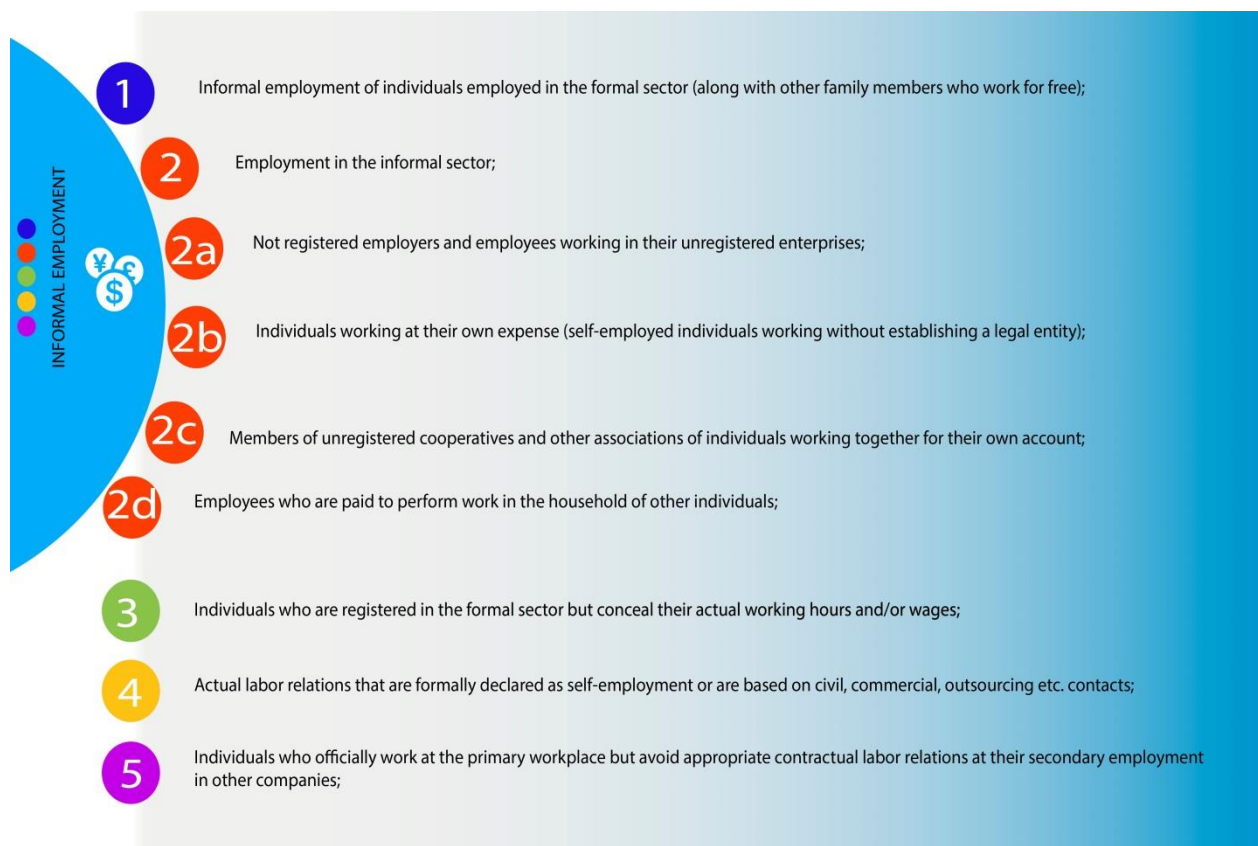 INFORMAL EMPLOYMENT
¥ £
$
1
Informal employment of individuals employed in the formal sector (along with other family members who work for free);
2
Employment in the informal sector;
2a
Not registered employers and employees working in their unregistered enterprises;
2b
Individuals working at their own expense (self-employed individuals working without establishing a legal entity);
2c
Members of unregistered cooperatives and other associations of individuals working together for their own account;
2d
Employees who are paid to perform work in the household of other individuals;
3
Individuals who are registered in the formal sector but conceal their actual working hours and/or wages;
4
Actual labor relations that are formally declared as self-employment or are based on civil, commercial, outsourcing etc. contacts;
5
Individuals who officially work at the primary workplace but avoid appropriate contractual labor relations at their secondary employment
in other companies;